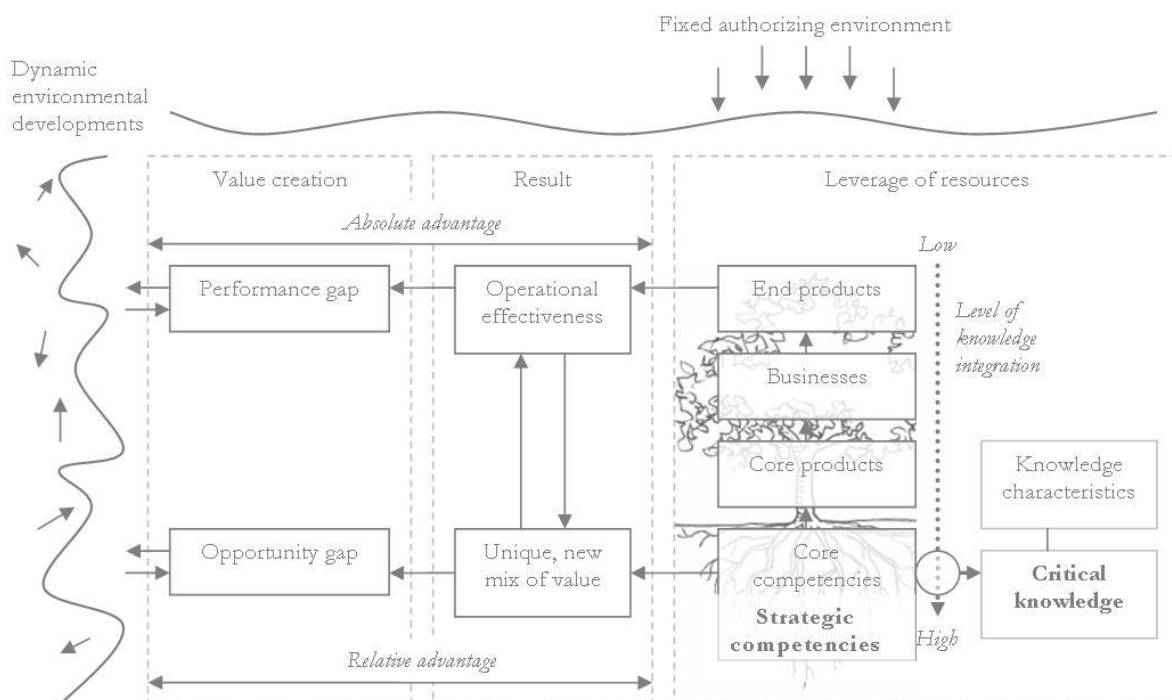 Fixed authorizing environment
Dynamic
environmental
developments
Value creation
Result
Leverage of resources
Absolute advantage
Low
Performance gap
Operational
effectiveness
End products
Level of
knowledge
integration
Businesses
Core products
Knowledge
characteristics
Opportunity gap
Unique, new
mix of value
Core
competencies
Strategic
competencies
Critical
knowledge
High
Relative advantage